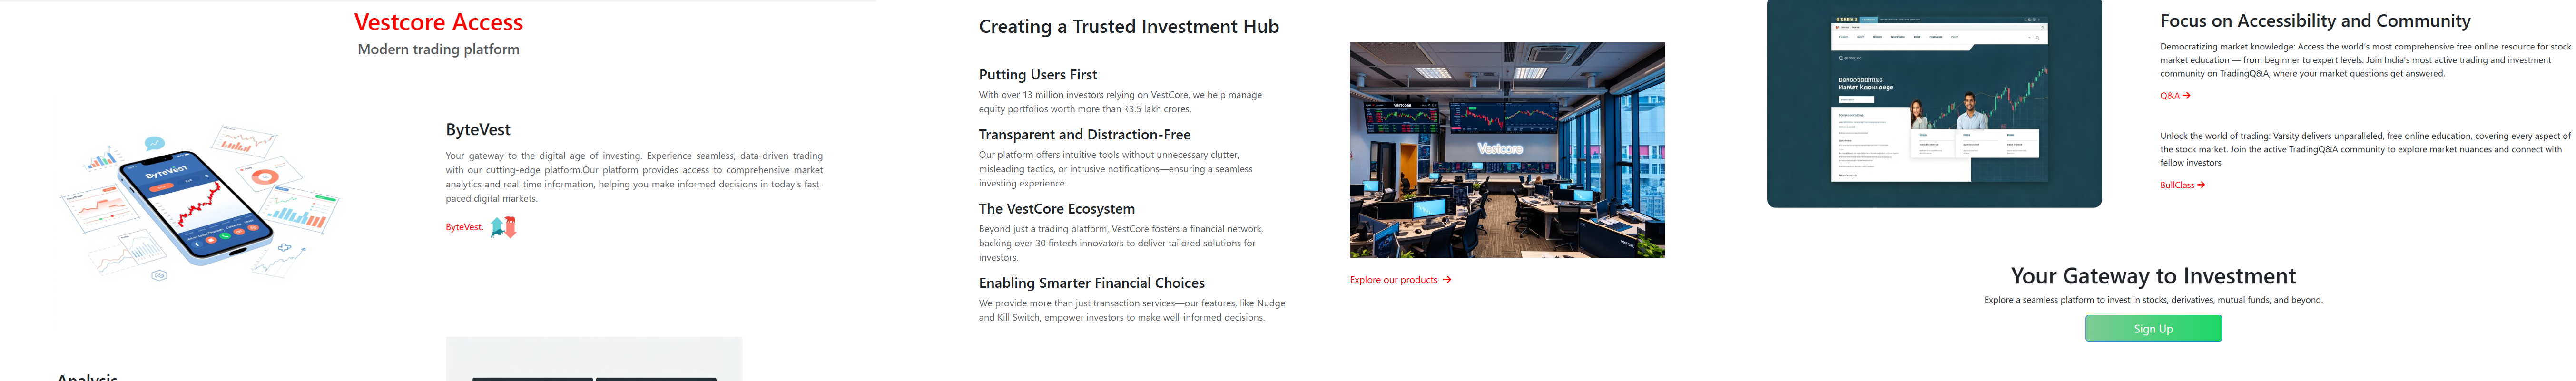 Vestcore Access
Modern trading platform
ByteVest
ByteVest
Your gateway to the digital age of investing. Experience seamless, data-driven trading
with our cutting-edge platform.Our platform provides access to comprehensive market
analytics and real-time information, helping you make informed decisions in today's fast-
paced digital markets.
ByteVest.
Analysis
Creating a Trusted Investment Hub
Putting Users First
With over 13 million investors relying on VestCore, we help manage
equity portfolios worth more than ₹3.5 lakh crores.
Transparent and Distraction-Free
Our platform offers intuitive tools without unnecessary clutter,
misleading tactics, or intrusive notifications—ensuring a seamless
investing experience.
The VestCore Ecosystem
Beyond just a trading platform, VestCore fosters a financial network,
backing over 30 fintech innovators to deliver tailored solutions for
investors.
Enabling Smarter Financial Choices
We provide more than just transaction services—our features, like Nudge
and Kill Switch, empower investors to make well-informed decisions.
VESTCORE
Vestcore
Explore our products
Market Knowledge
Focus on Accessibility and Community
Democratizing market knowledge: Access the world's most comprehensive free online resource for stock
market education — from beginner to expert levels. Join India's most active trading and investment
community on TradingQ&A, where your market questions get answered.
Q&A
Unlock the world of trading: Varsity delivers unparalleled, free online education, covering every aspect of
the stock market. Join the active TradingQ&A community to explore market nuances and connect with
fellow investors
BullClass
Your Gateway to Investment
Explore a seamless platform to invest in stocks, derivatives, mutual funds, and beyond.
Sign Up